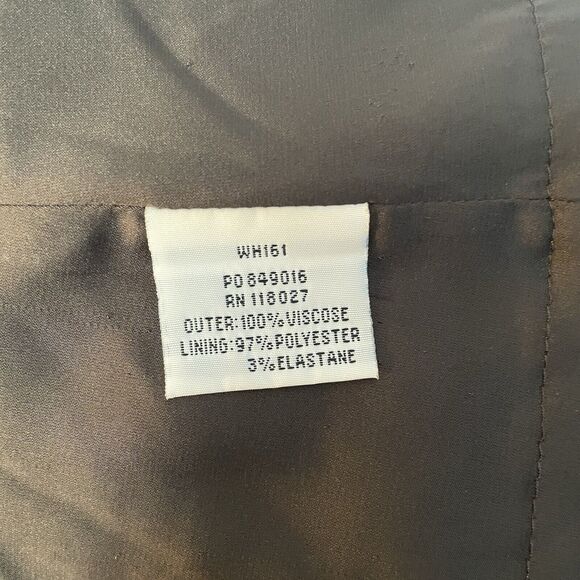 WH161
PO 849016
RN 118027
OUTER:100%VISCOSE
LINING:97%POLYESTER
3%ELASTANE